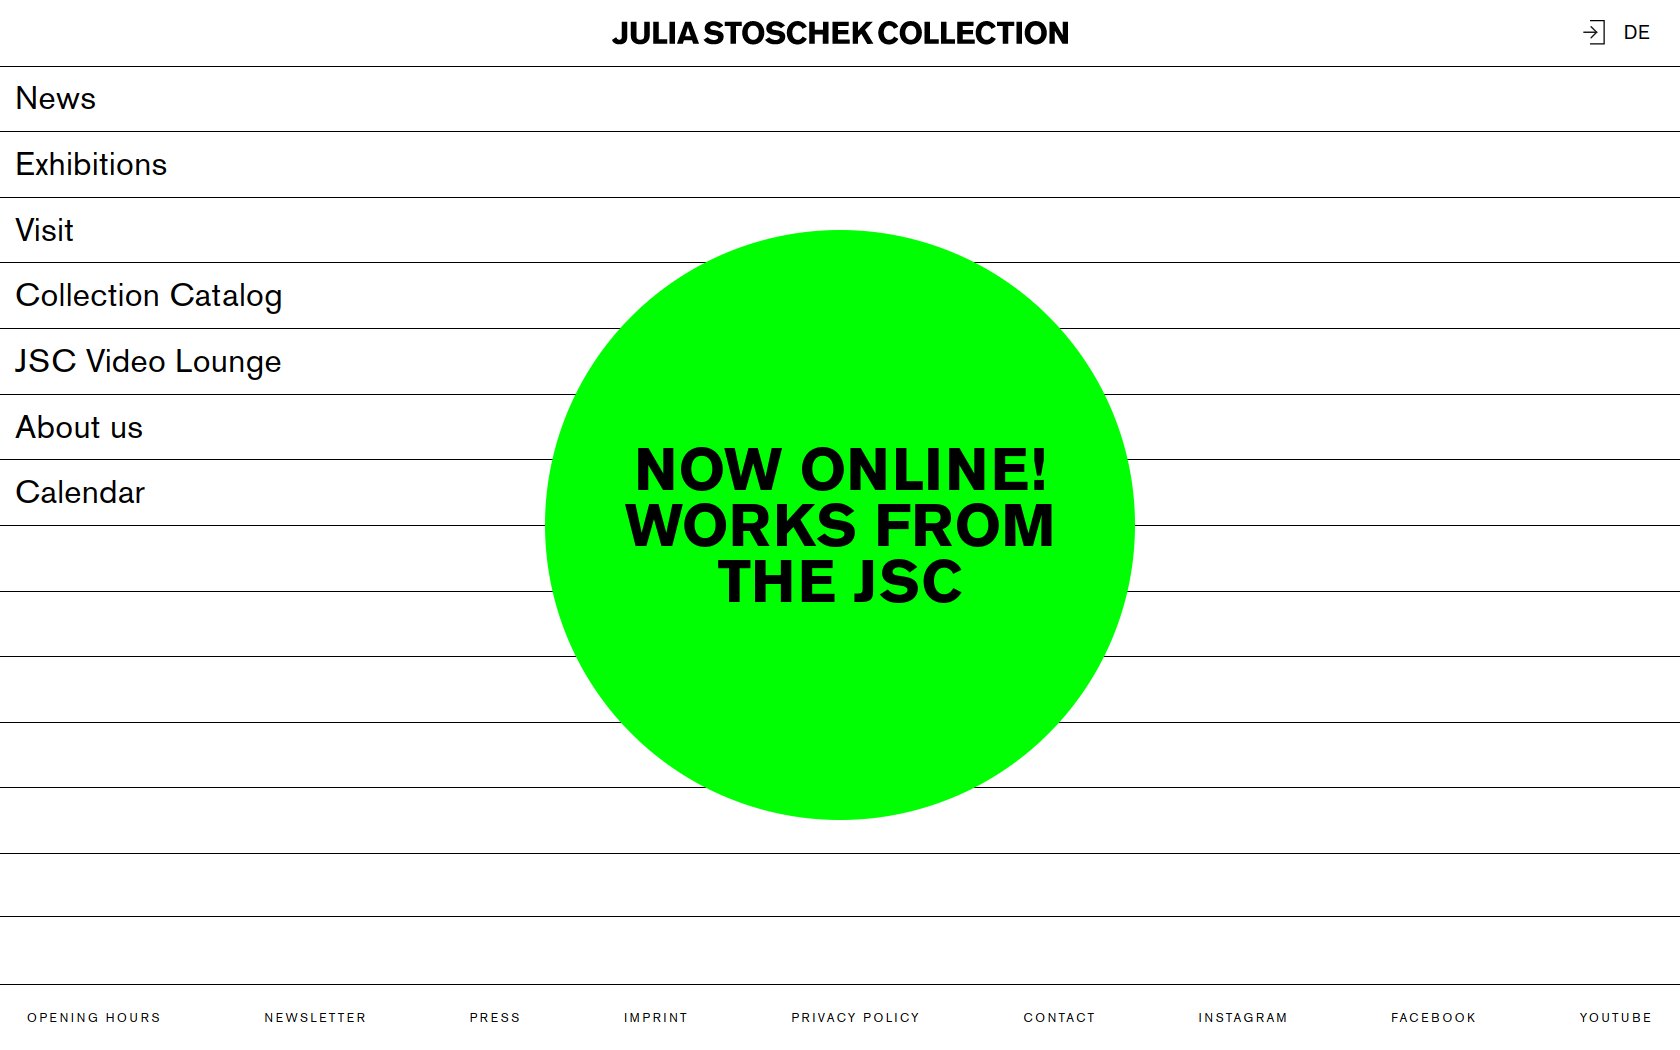 JULIA STOSCHEK COLLECTION
DE
News
Exhibitions
Visit
Collection Catalog
JSC Video Lounge
About us
Calendar
NOW ONLINE!
WORKS FROM
THE JSC
OPENING HOURS
NEWSLETTER
PRESS
IMPRINT
PRIVACY POLICY
CONTACT
INSTAGRAM
FACEBOOK
YOUTUBE